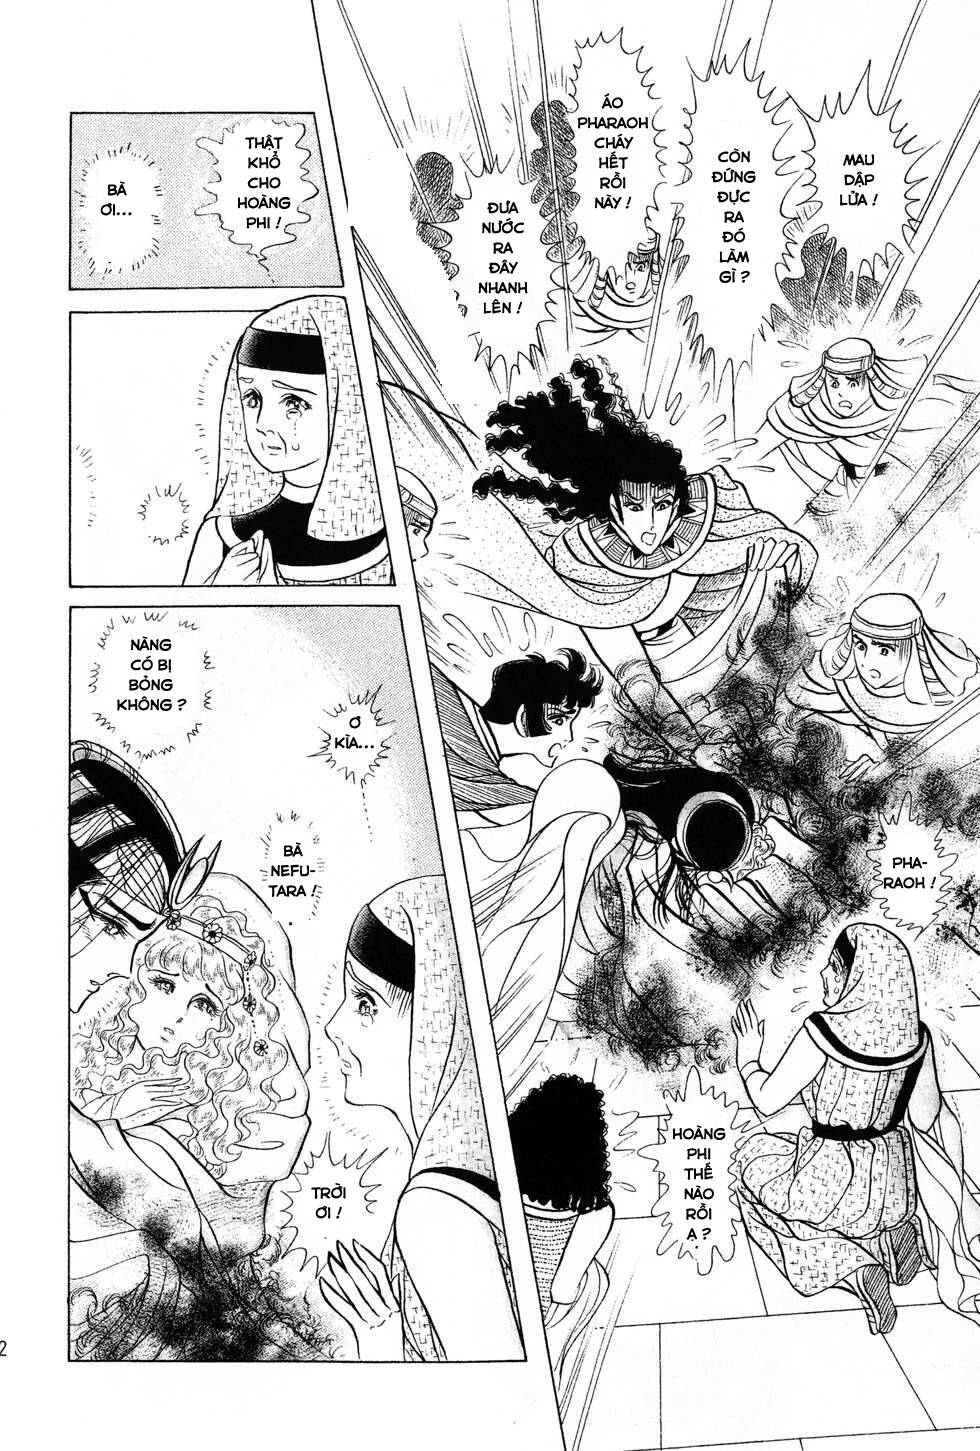 MAU
DẬP
LỬA !
CÒN
ĐỨNG
ĐỰC
RA
ĐÓ
LÀM
GÌ ?
ÁO
PHARAOH
CHÁY
HẾT
RỒI
NÀY !
ĐƯA
NƯỚC
RA
ĐÂY
NHANH
LÊN !
PHA-
RAOH !
HOÀNG
PHI
THẾ
NÀO
RỒI
Ạ ?
THẬT
KHỔ
CHO
HOÀNG
PHI !
BÀ
ƠI...
Ơ
KÌA...
NÀNG
CÓ BỊ
BỎNG
KHÔNG ?
BÀ
NEFU-
TARA !
TRỜI
ƠI !
2